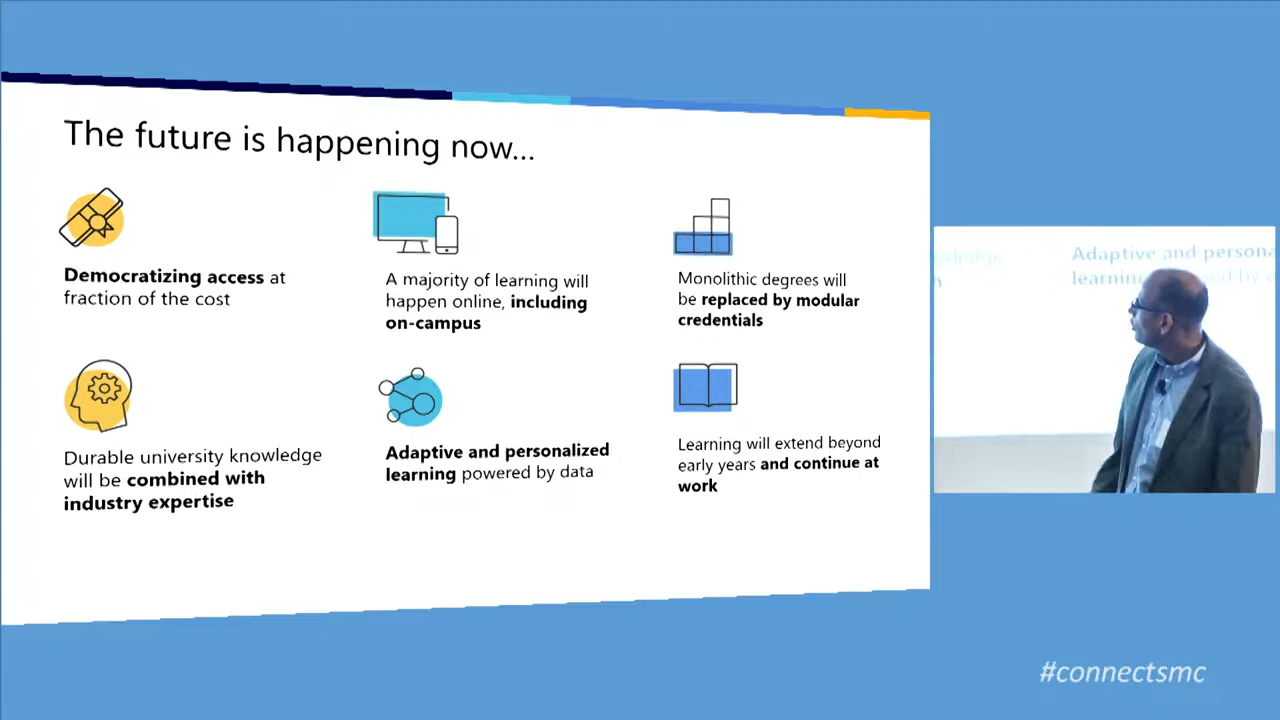 The future is happening now...
Democratizing access at
fraction of the cost
A majority of learning will
happen online, including
on-campus
Monolithic degrees will
be replaced by modular
credentials
Durable university knowledge
will be combined with
industry expertise
Adaptive and personalized
learning powered by data
Learning will extend beyond
early years and continue at
work
Adaptive and persona
learning
#connectsmc